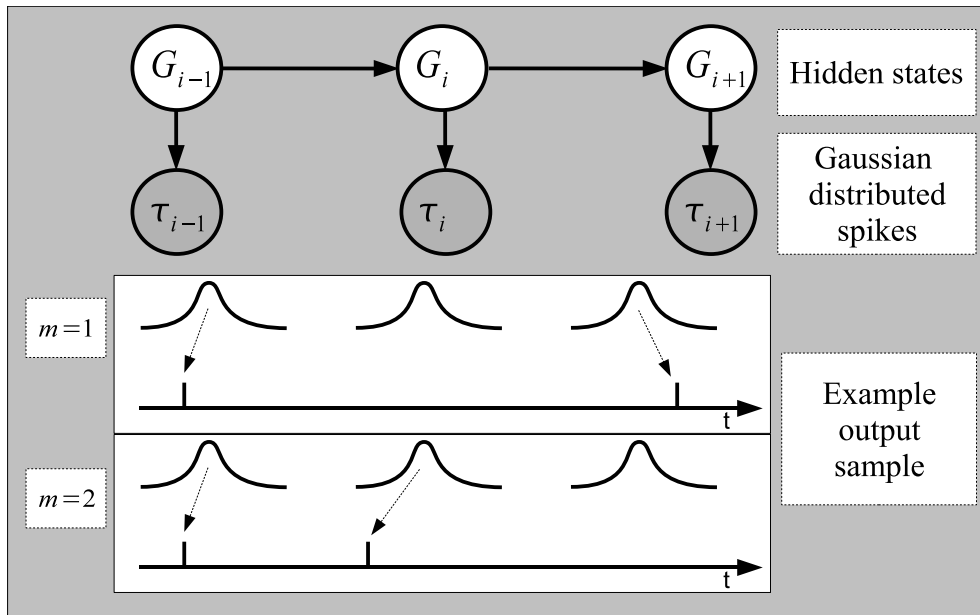 G_{i−1} G_i G_{i+1}
Hidden states
τ_{i−1} τ_i τ_{i+1}
Gaussian
distributed
spikes
m=1
t
m=2
t
Example
output
sample